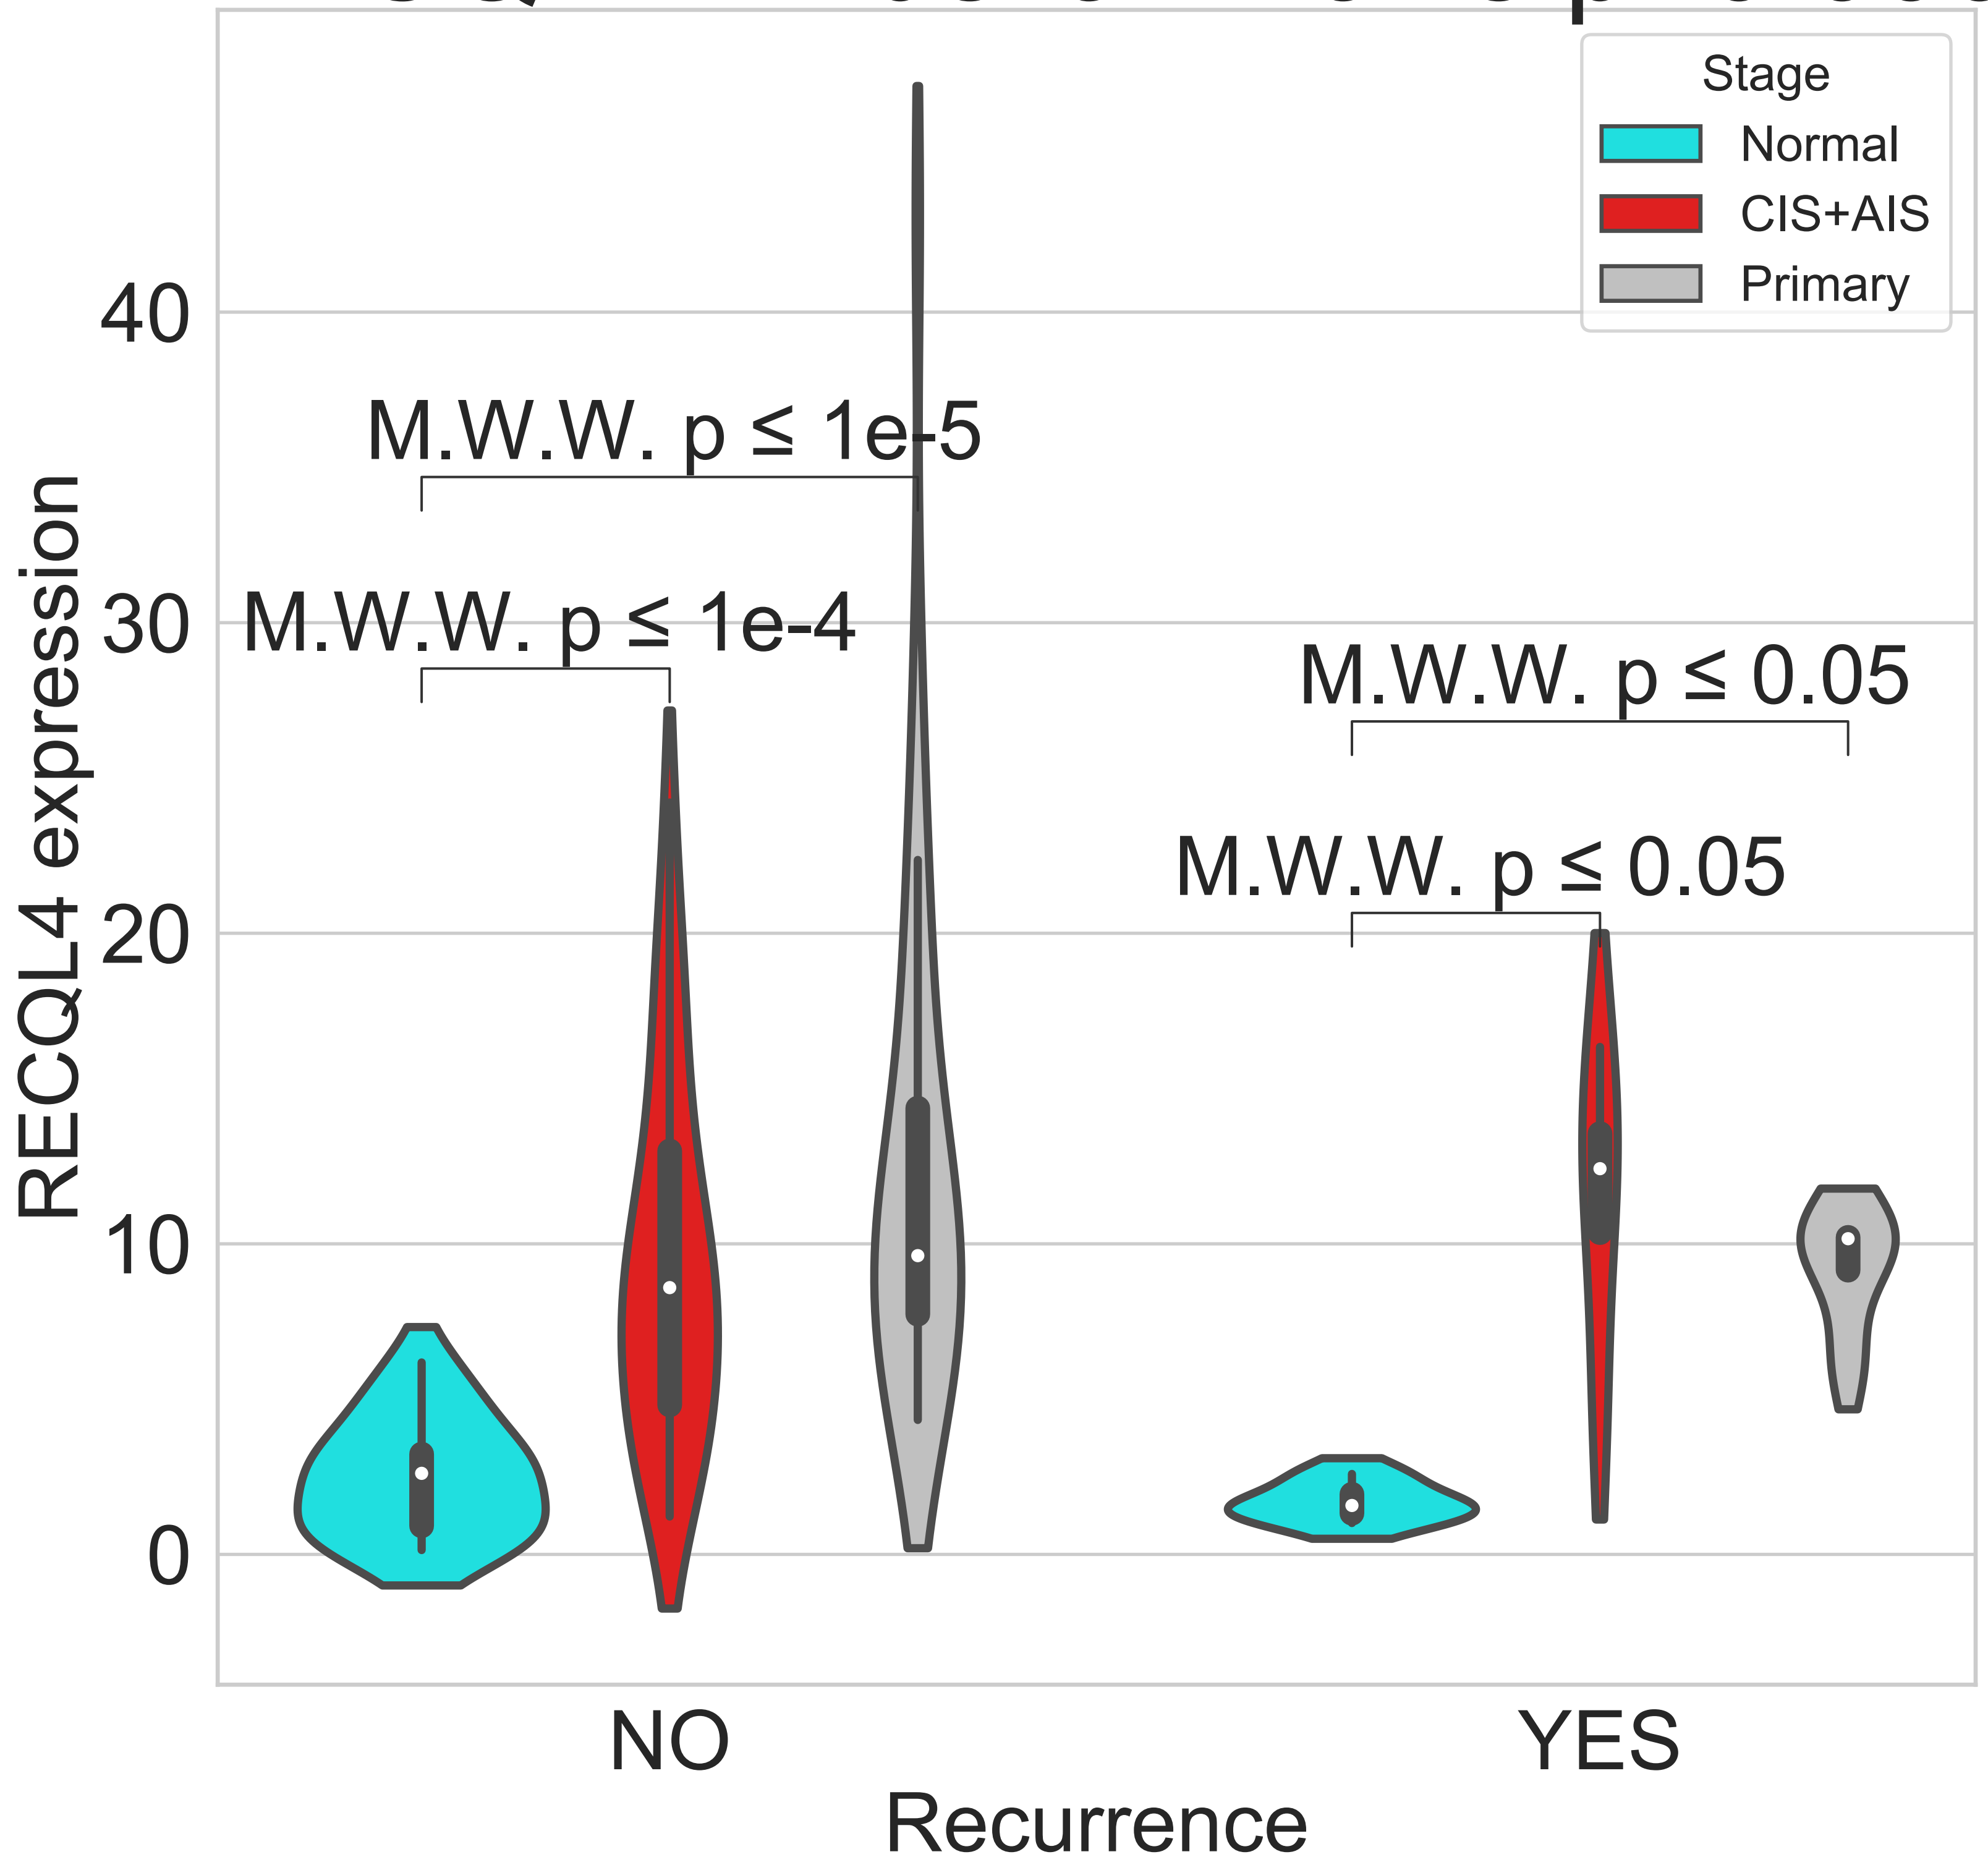 Stage
Normal
CIS+AIS
Primary
40
30
20
10
0
RECQL4 expression
M.W.W. p ≤ 1e-5
M.W.W. p ≤ 1e-4
M.W.W. p ≤ 0.05
M.W.W. p ≤ 0.05
NO
YES
Recurrence